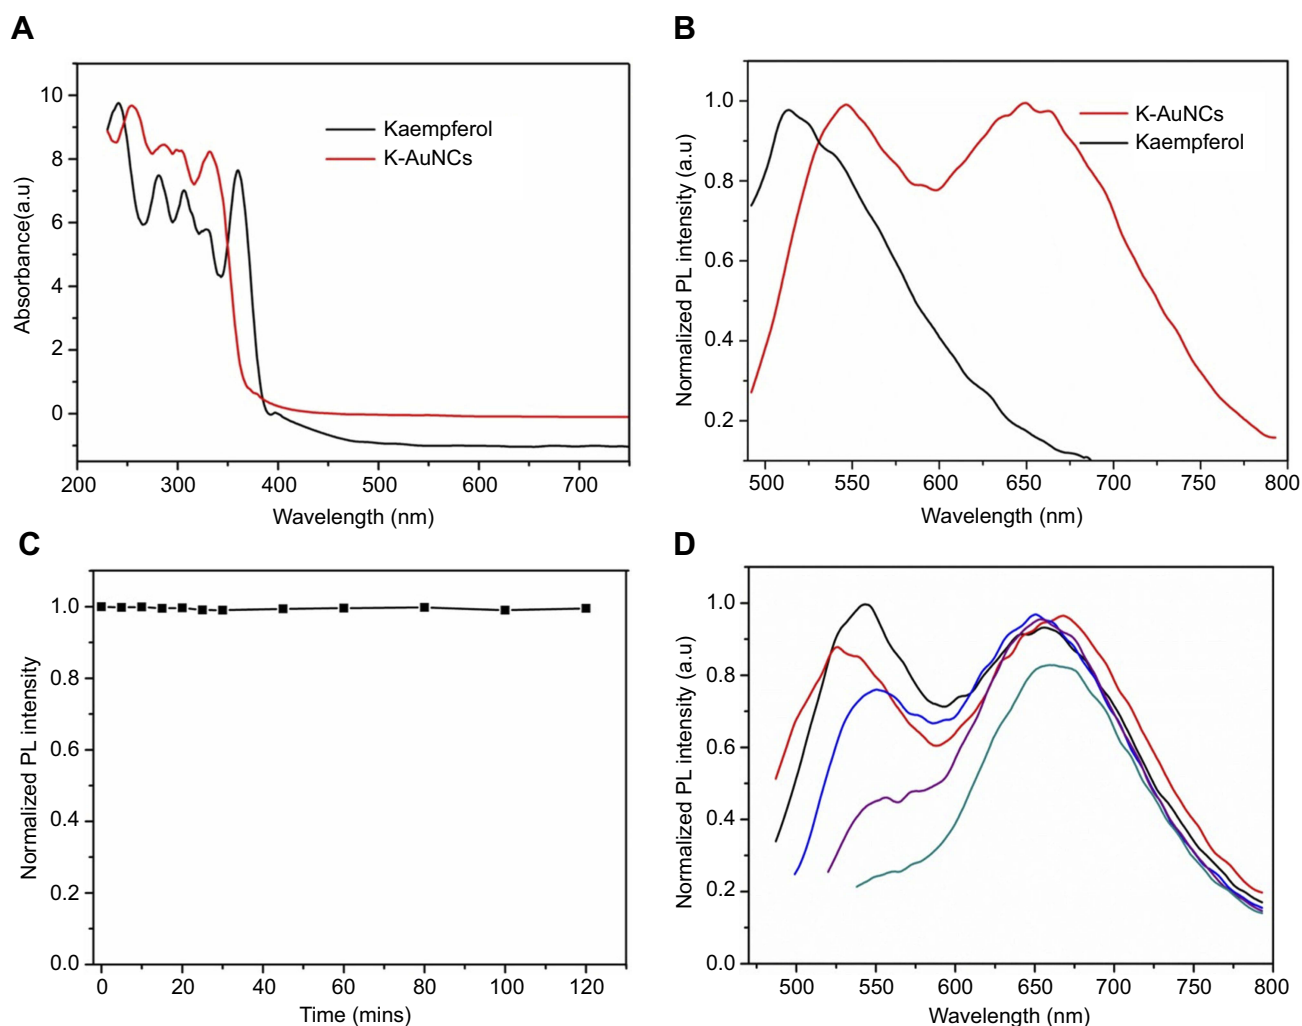 A
Absorbance(a.u)
10
8
6
4
2
0
Kaempferol
K-AuNCs
200 300 400 500 600 700
Wavelength (nm)
B
Normalized PL intensity (a.u)
1.0
0.8
0.6
0.4
0.2
K-AuNCs
Kaempferol
500 550 600 650 700 750 800
Wavelength (nm)
C
Normalized PL intensity
1.0
0.8
0.6
0.4
0.2
0.0
0 20 40 60 80 100 120
Time (mins)
D
Normalized PL intensity (a.u)
1.0
0.8
0.6
0.4
0.2
0.0
500 550 600 650 700 750 800
Wavelength (nm)